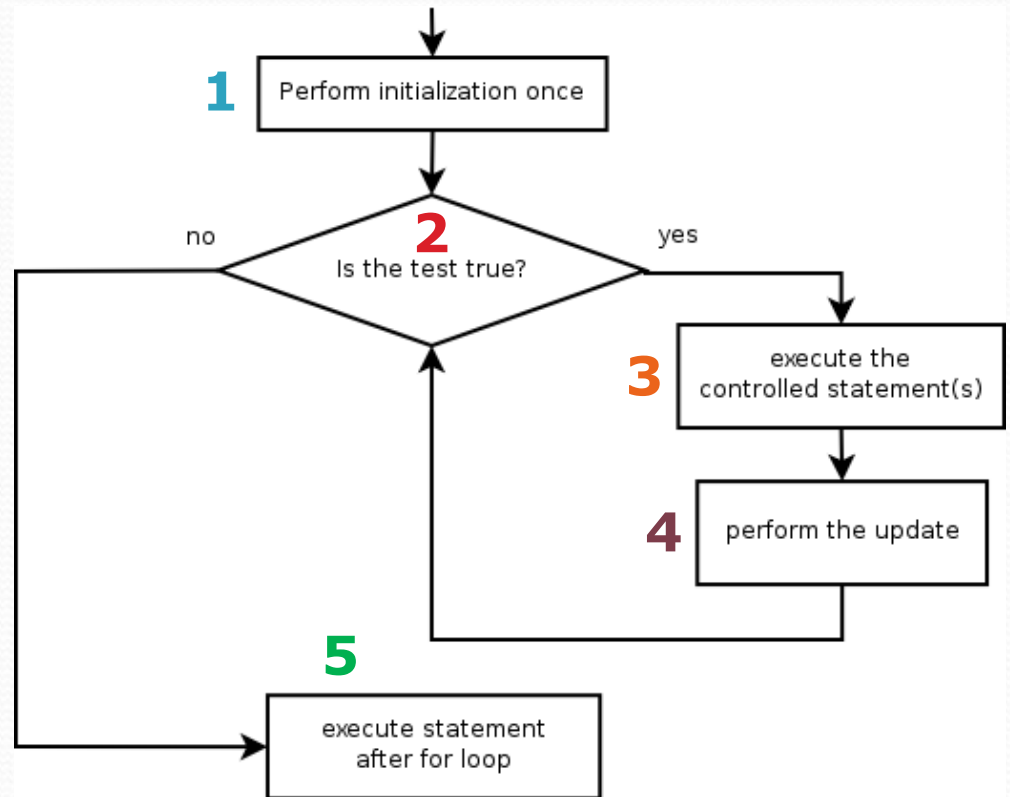 1
Perform initialization once
no
2
yes
Is the test true?
3
execute the
controlled statement(s)
4
perform the update
5
execute statement
after for loop